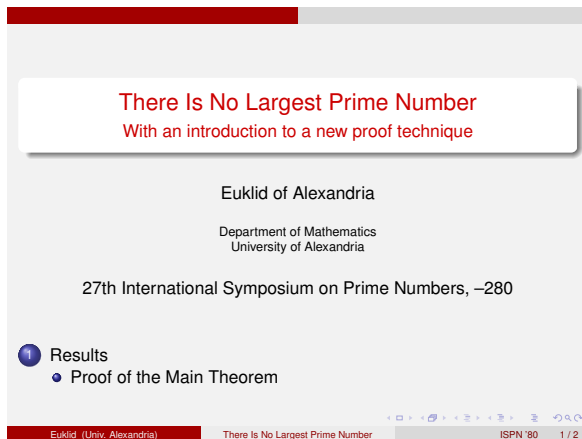 There Is No Largest Prime Number
With an introduction to a new proof technique
Euklid of Alexandria
Department of Mathematics
University of Alexandria
27th International Symposium on Prime Numbers, –280
1 Results
Proof of the Main Theorem
Euklid (Univ. Alexandria) There Is No Largest Prime Number ISPN '80 1 / 2